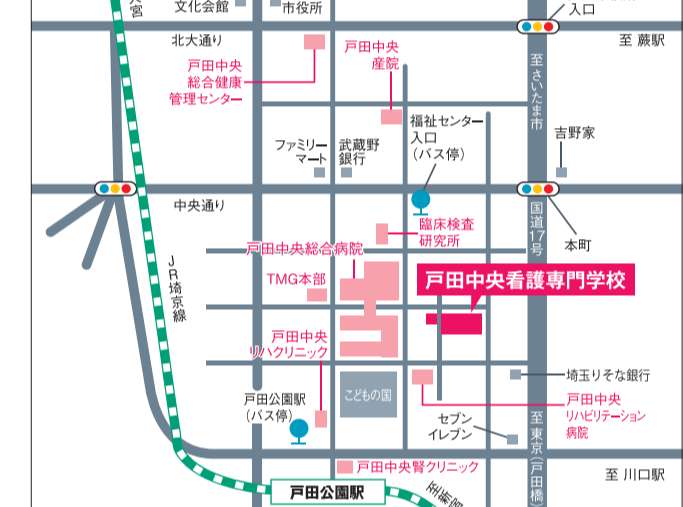 宮
文化会館
市役所
入口
北大通り
至 蕨駅
戸田中央
総合健康
管理センター
戸田中央
産院
至さいたま市
福祉センター
入口
(バス停)
吉野家
ファミリー
マート
武蔵野
銀行
中央通り
国道17号
本町
臨床検査
研究所
戸田中央総合病院
TMG本部
戸田中央看護専門学校
JR埼京線
戸田中央
リハクリニック
こどもの国
埼玉りそな銀行
戸田公園駅
(バス停)
戸田中央
リハビリテーション
病院
セブン
イレブン
至東京(戸田橋)
戸田中央腎クリニック
至 川口駅
戸田公園駅
至新宿